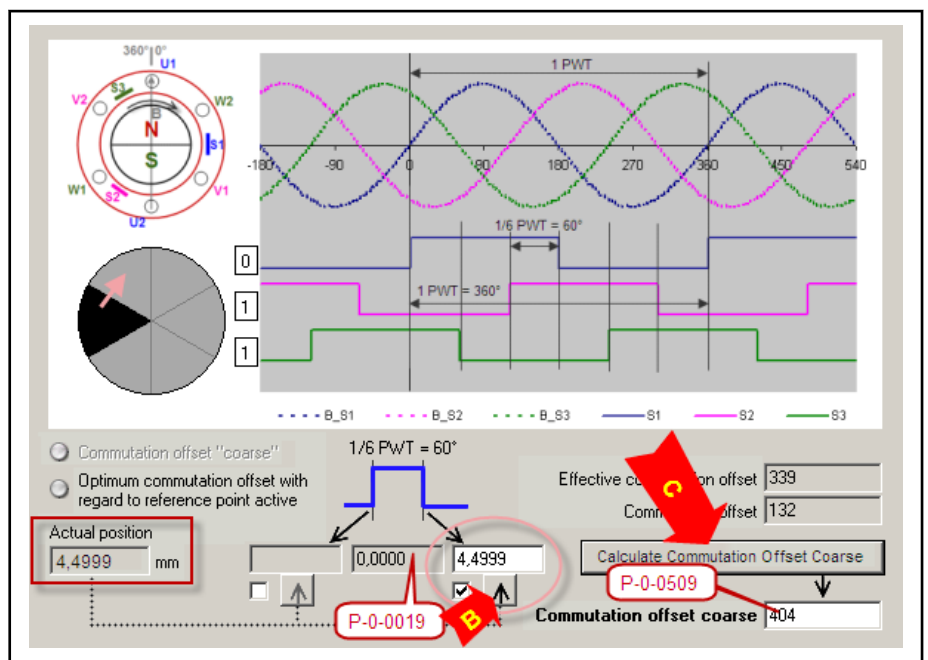 360° 0°
U1
S3
V2
W2
B
N
S
S1
W1
S2
V1
U2
1 PWT
-180 -90 0 90 180 270 360 450 540
1/6 PWT = 60°
0
1 PWT = 360°
1
1
B_S1 B_S2 B_S3 S1 S2 S3
Commutation offset "coarse"
1/6 PWT = 60°
Optimum commutation offset with
regard to reference point active
Effective co on offset 339
Comm ffset 132
Actual position
4,4999 mm
0,0000
4,4999
Calculate Commutation Offset Coarse
C
P-0-0509
P-0-0019
B
Commutation offset coarse 404